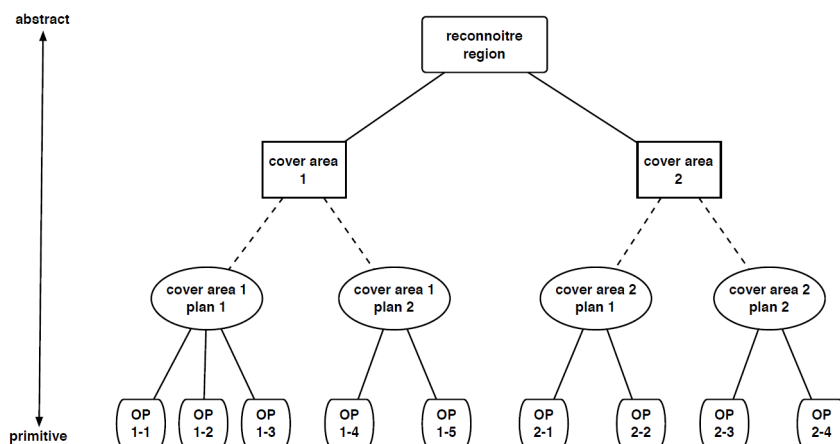 abstract
reconnoitre
region
cover area
1
cover area
2
cover area 1
plan 1
cover area 1
plan 2
cover area 2
plan 1
cover area 2
plan 2
OP
1-1
OP
1-2
OP
1-3
OP
1-4
OP
1-5
OP
2-1
OP
2-2
OP
2-3
OP
2-4
primitive